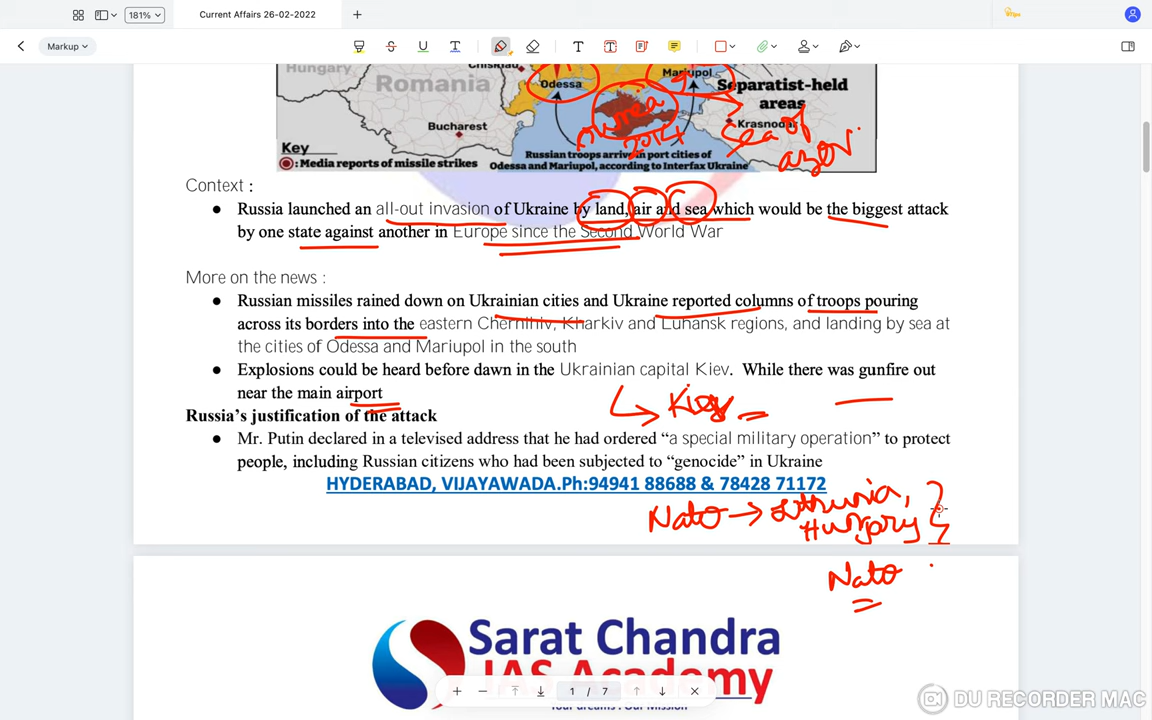 181%
Current Affairs 26-02-2022
Markup
Hungary
Romania
Chisinau
Odessa
Mariupol
Separatist-held
areas
Krasnodar
Bucharest
2014
Sea of
azov
Key
: Media reports of missile strikes
Russian troops arrive in port cities of
Odessa and Mariupol, according to Interfax Ukraine
Context :
● Russia launched an all-out invasion of Ukraine by land, air and sea which would be the biggest attack
by one state against another in Europe since the Second World War
More on the news :
● Russian missiles rained down on Ukrainian cities and Ukraine reported columns of troops pouring
across its borders into the eastern Chernihiv, Kharkiv and Luhansk regions, and landing by sea at
the cities of Odessa and Mariupol in the south
● Explosions could be heard before dawn in the Ukrainian capital Kiev. While there was gunfire out
near the main airport
Russia's justification of the attack
● Mr. Putin declared in a televised address that he had ordered “a special military operation” to protect
people, including Russian citizens who had been subjected to “genocide” in Ukraine
HYDERABAD, VIJAYAWADA.Ph:94941 88688 & 78428 71172
Nato →
Hungary
Nato
Sarat Chandra
IAS Academy
1 / 7
Your dreams : Our Mission
DU RECORDER MAC